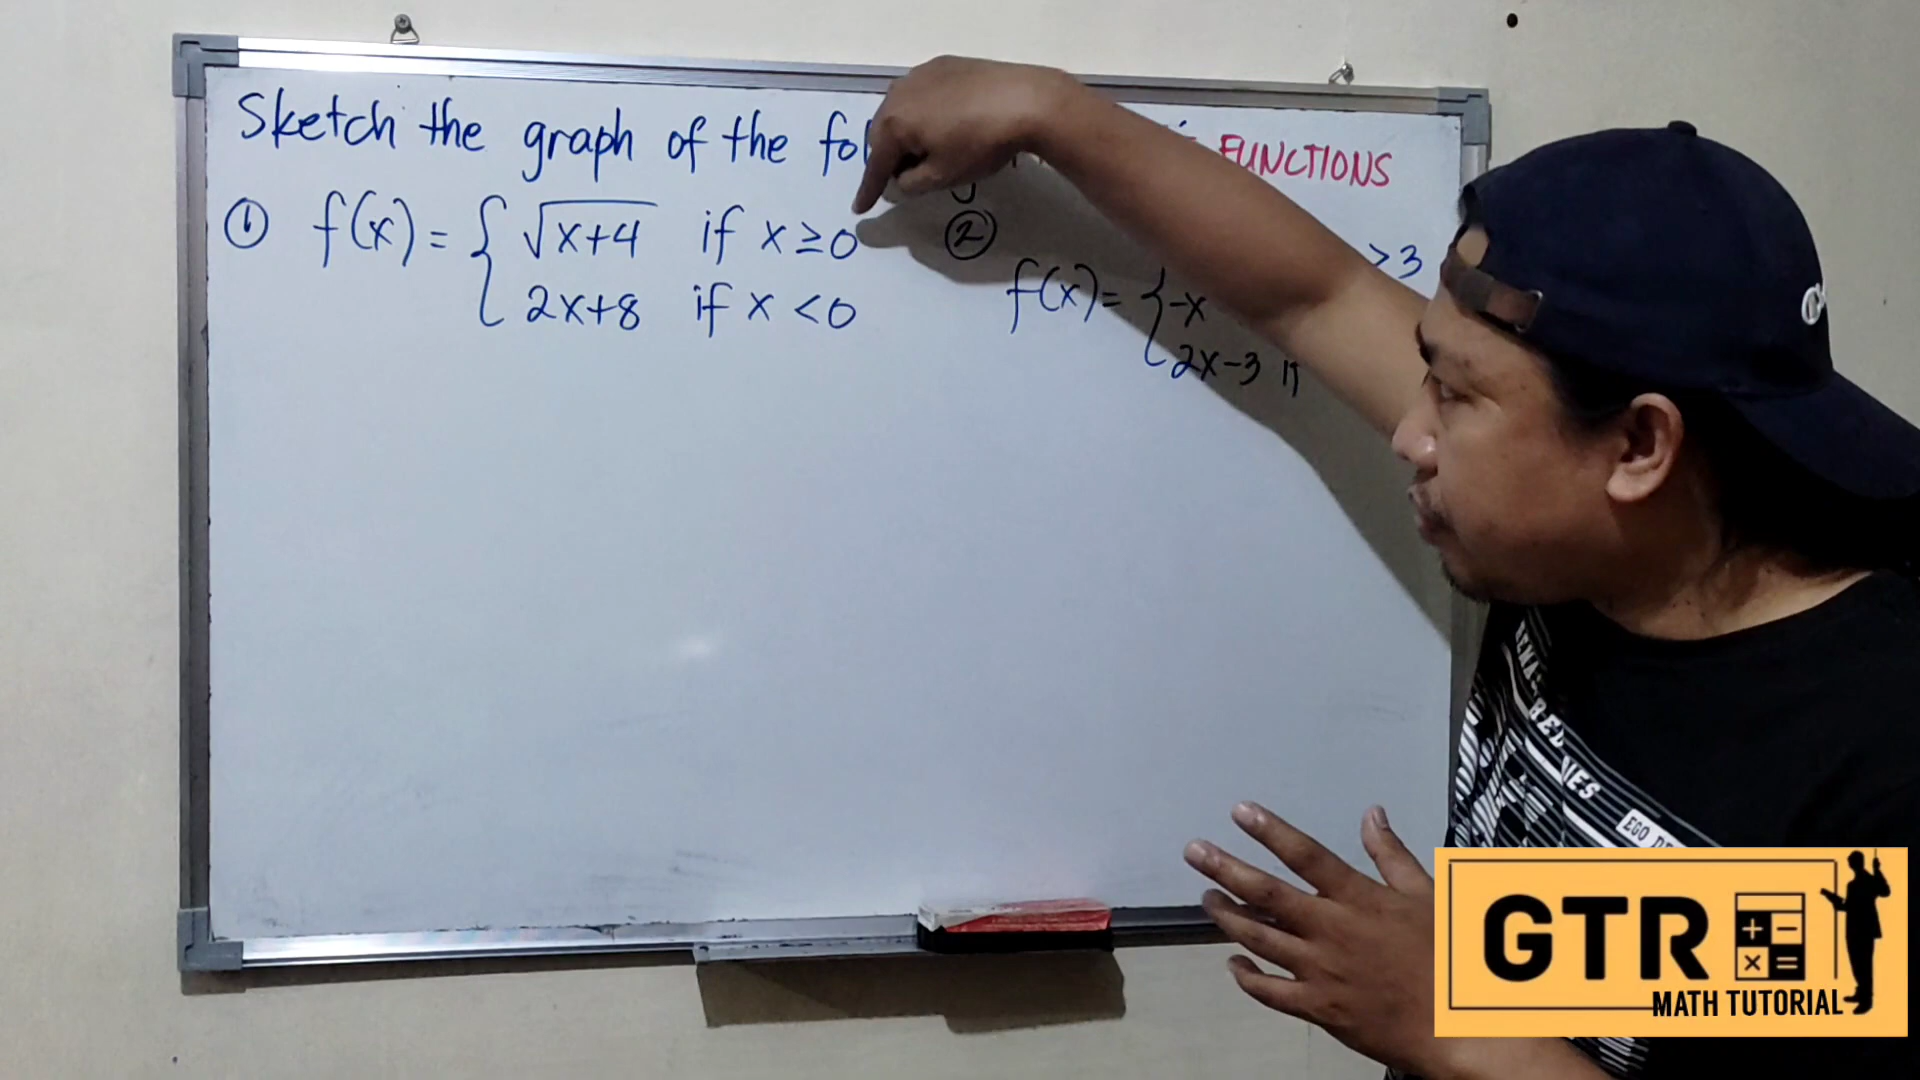 Sketch the graph of the
FUNCTIONS
① f(x) = { √x+4 if x ≥ 0
2x+8 if x < 0
②
> 3
f(x) = { -x
2x-3
GTR
+ -
× =
MATH TUTORIAL